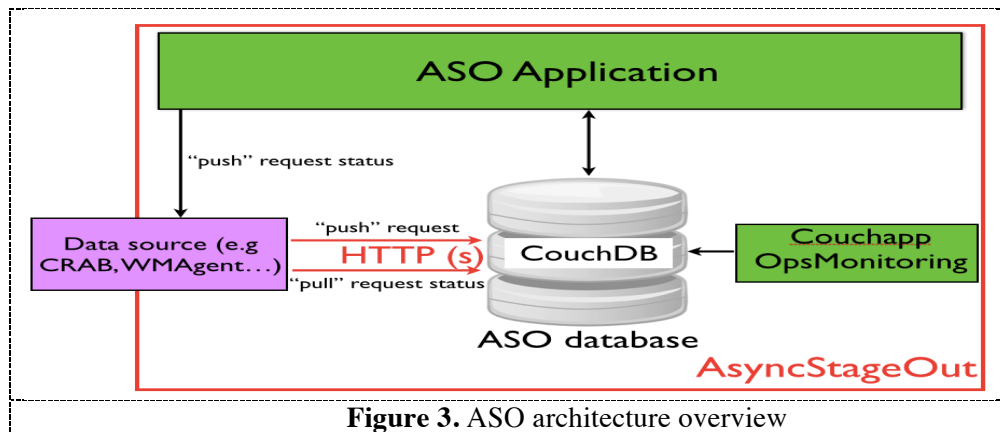 ASO Application
“push” request status
Data source (e.g
CRAB, WMAgent...)
“push” request
HTTP (s)
“pull” request status
CouchDB
Couchapp
OpsMonitoring
ASO database
AsyncStageOut
Figure 3. ASO architecture overview